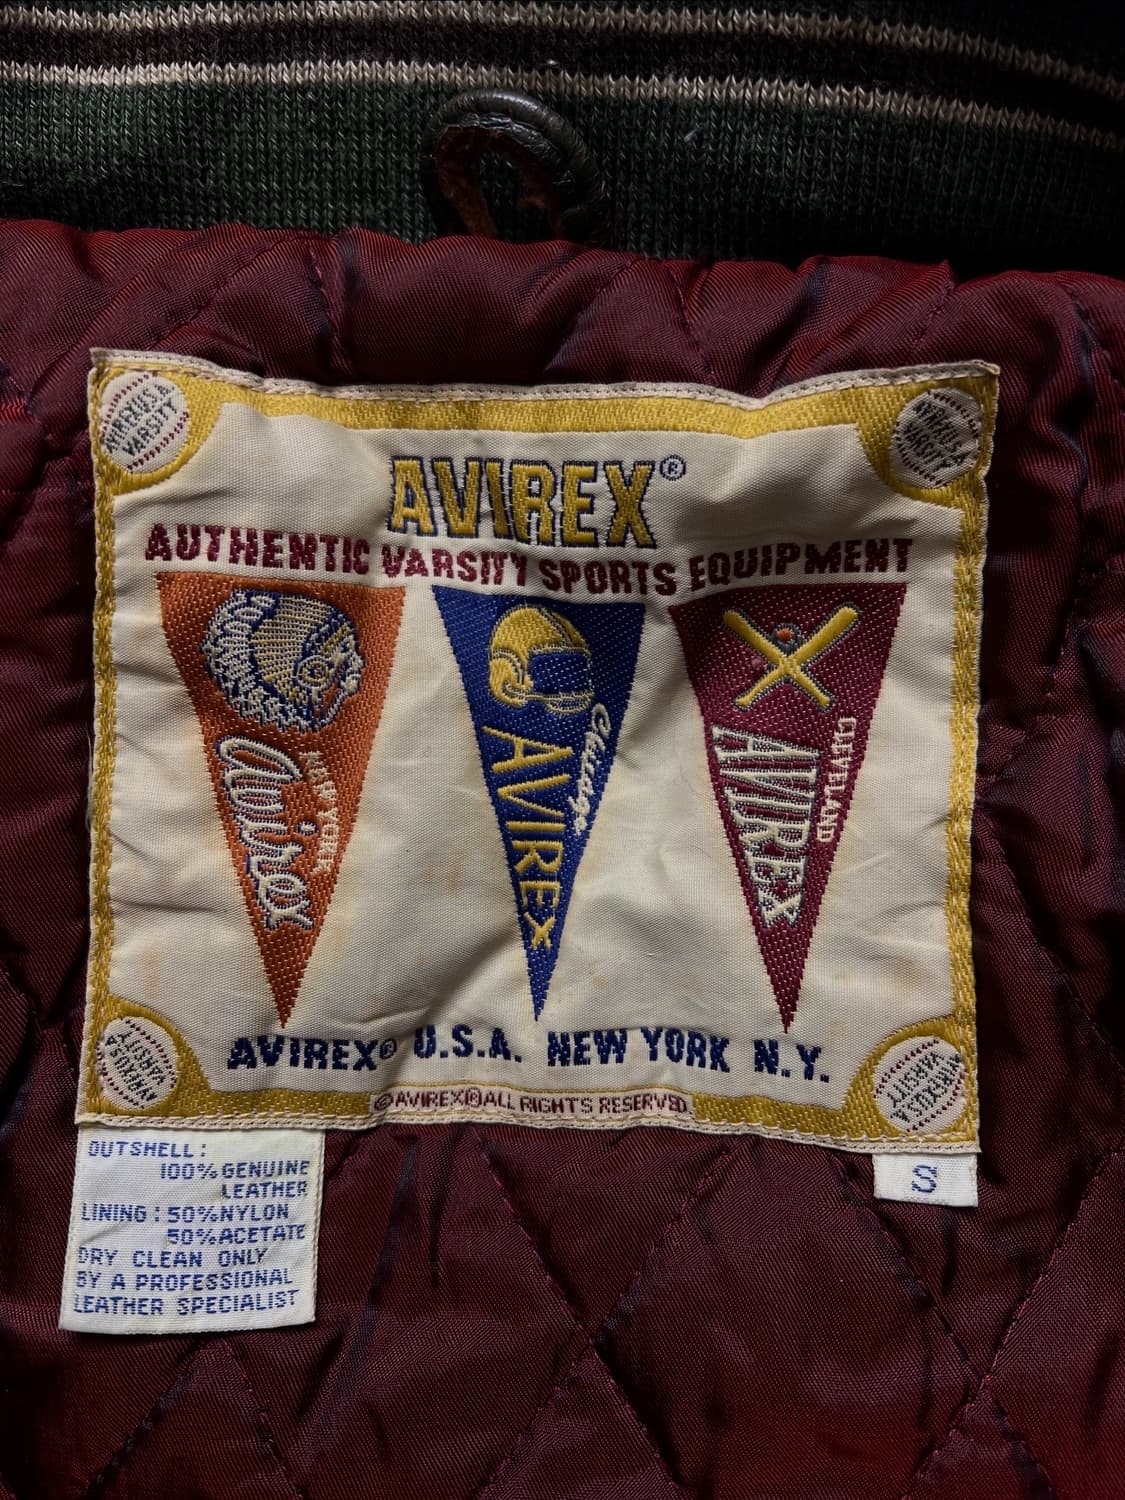 AVIREX®
AUTHENTIC VARSITY SPORTS EQUIPMENT
NEW YORK
Avirex
Classics
AVIREX
CLEVELAND
AVIREX
AVIREX® U.S.A. NEW YORK N.Y.
©AVIREX®ALL RIGHTS RESERVED.
OUTSHELL:
100% GENUINE
LEATHER
LINING: 50%NYLON
50%ACETATE
DRY CLEAN ONLY
BY A PROFESSIONAL
LEATHER SPECIALIST
S